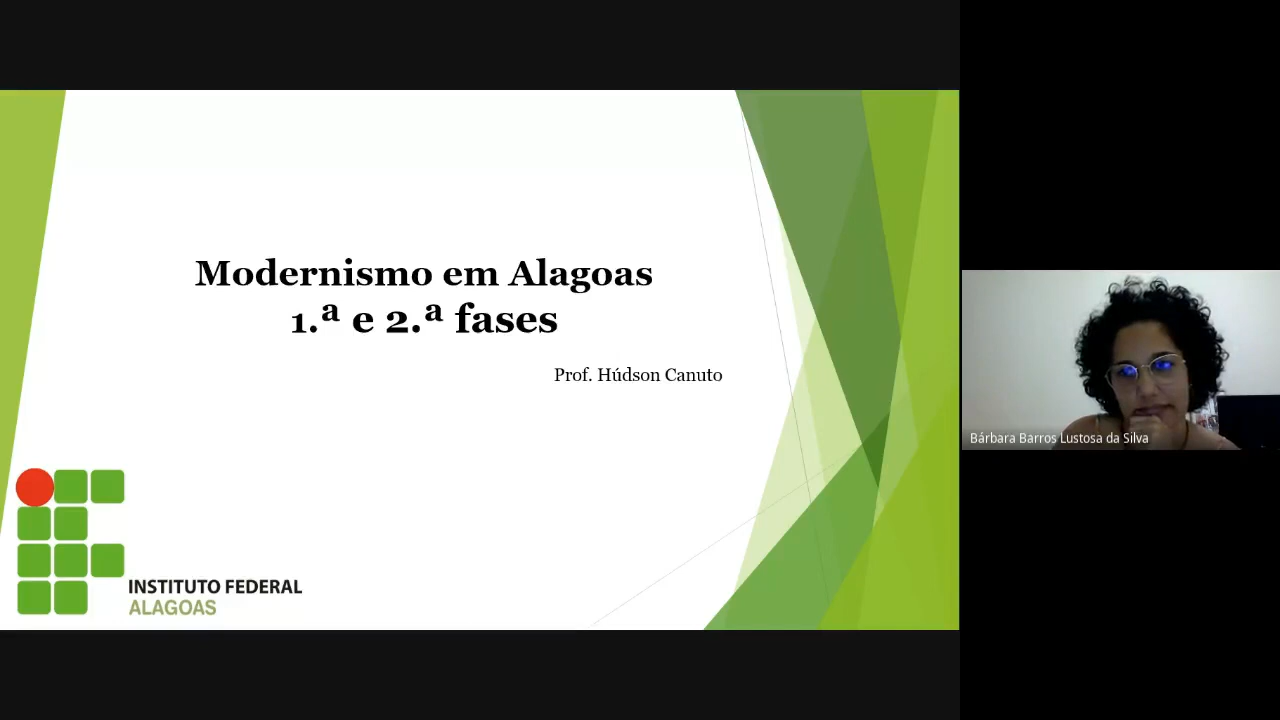 Modernismo em Alagoas
1.ª e 2.ª fases
Prof. Húdson Canuto
INSTITUTO FEDERAL
ALAGOAS
Bárbara Barros Lustosa da Silva